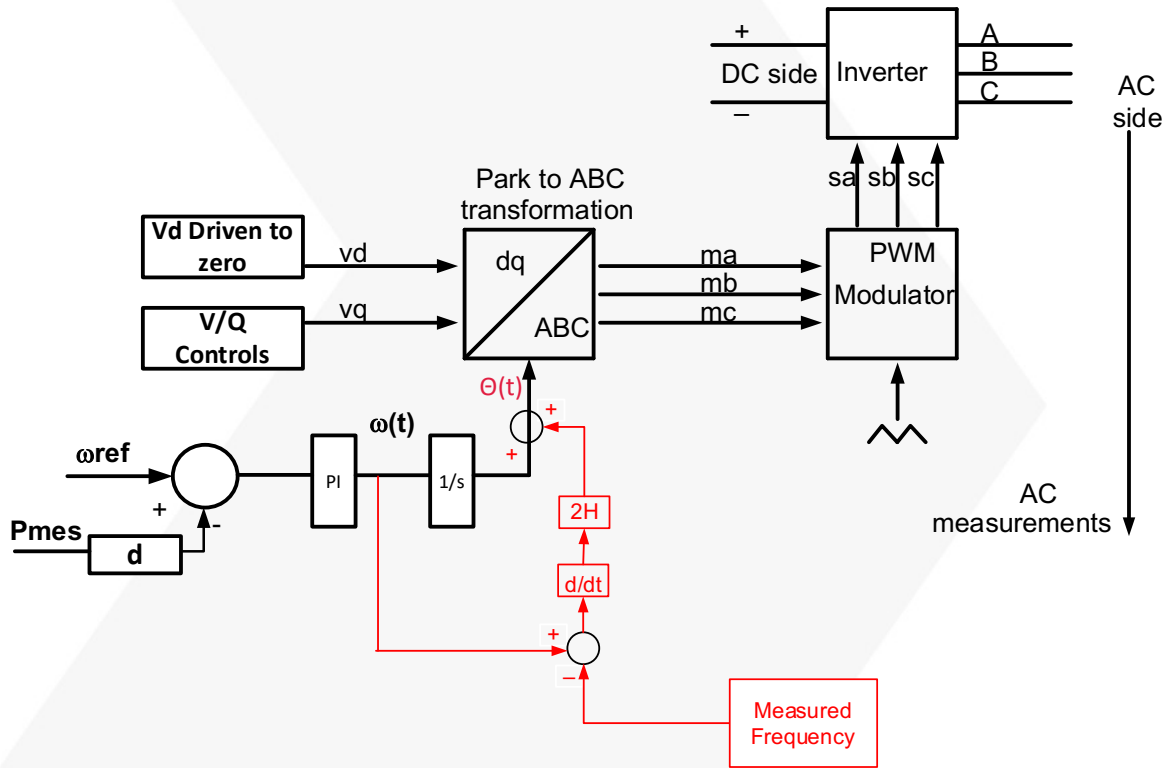 +
DC side
–
Inverter
A
B
C
AC
side
sa
sb
sc
Park to ABC
transformation
Vd Driven to
zero
vd
dq
ma
PWM
V/Q
Controls
vq
ABC
mb
mc
Modulator
Θ(t)
+
+
ω(t)
ωref
+
-
PI
1/s
Pmes
d
2H
d/dt
+
–
Measured
Frequency
AC
measurements